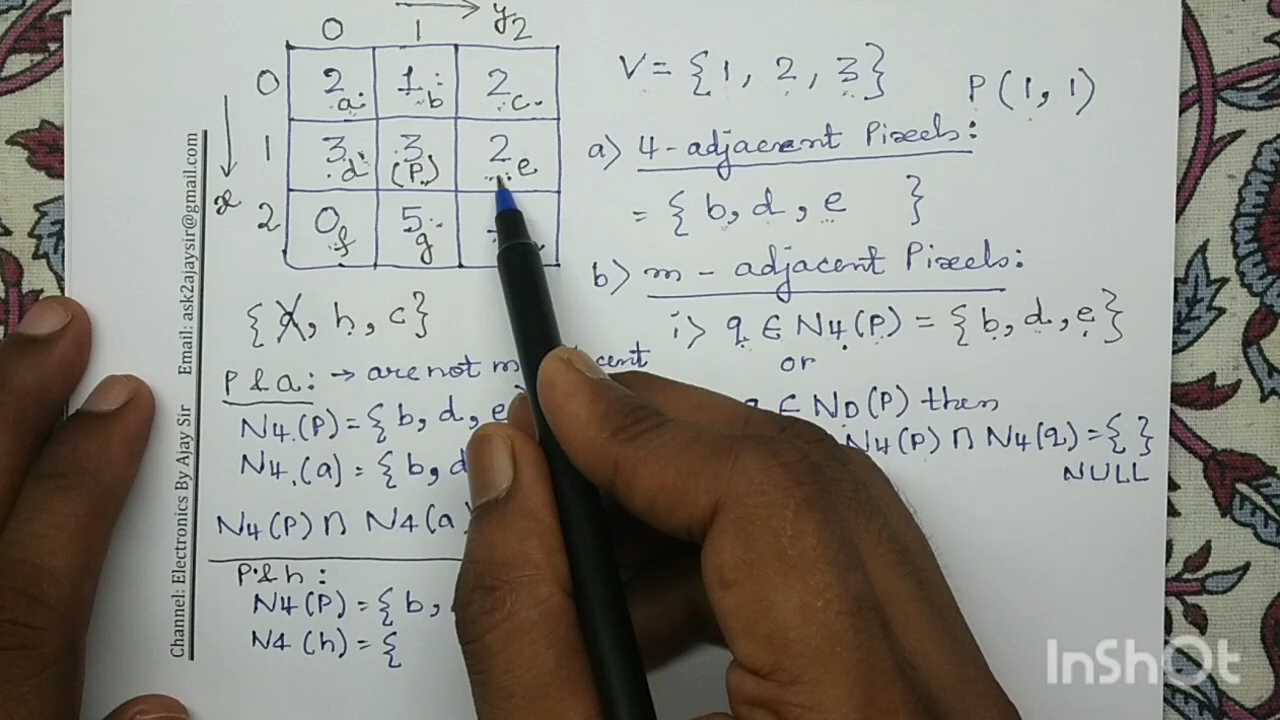 0 1 y2
0 2 a 1 b 2 c
1 3 d 3 (P) 2 e
x 2 0 f 5 g
V = {1, 2, 3}
P(1, 1)
a) 4-adjacent Pixels:
= {b, d, e }
b) m - adjacent Pixels:
i) q ∈ N4(P) = {b, d, e}
or
q ∈ ND(P) then
N4(P) ∩ N4(q) = { }
NULL
{X, h, c}
P & a: → are not m
N4(P) = {b, d, e
N4(a) = {b, d
N4(P) ∩ N4(a)
P & h:
N4(P) = {b,
N4(h) = {
Channel: Electronics By Ajay Sir Email: ask2ajaysir@gmail.com
InShOt